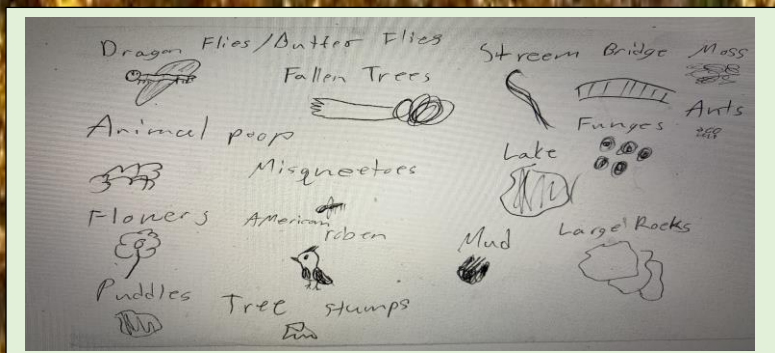 Dragon Flies/Butter Flies
Streem
Bridge
Moss
Fallen Trees
Ants
Animal poop
Funges
Misqueetoes
Lake
Flowers
American
roben
Mud
Large Rocks
Puddles
Tree stumps